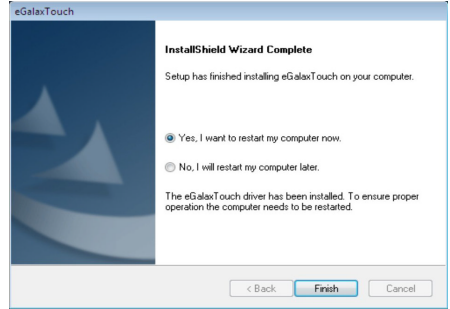 eGalaxTouch
InstallShield Wizard Complete
Setup has finished installing eGalaxTouch on your computer.
Yes, I want to restart my computer now.
No, I will restart my computer later.
The eGalaxTouch driver has been installed. To ensure proper
operation the computer needs to be restarted.
< Back Finish Cancel